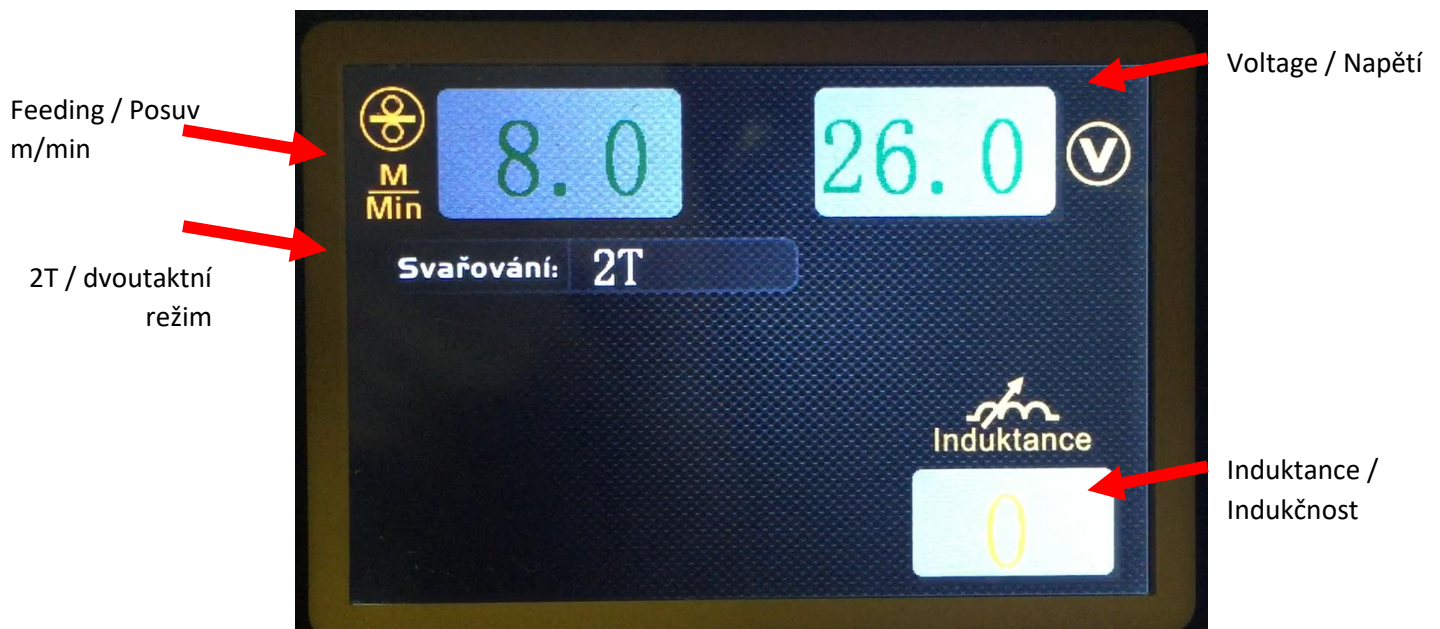 Voltage / Napětí
Feeding / Posuv
m/min
8.0
26.0
V
M
Min
2T / dvoutaktní
režim
Svařování: 2T
Induktance
Induktance /
Indukčnost
0